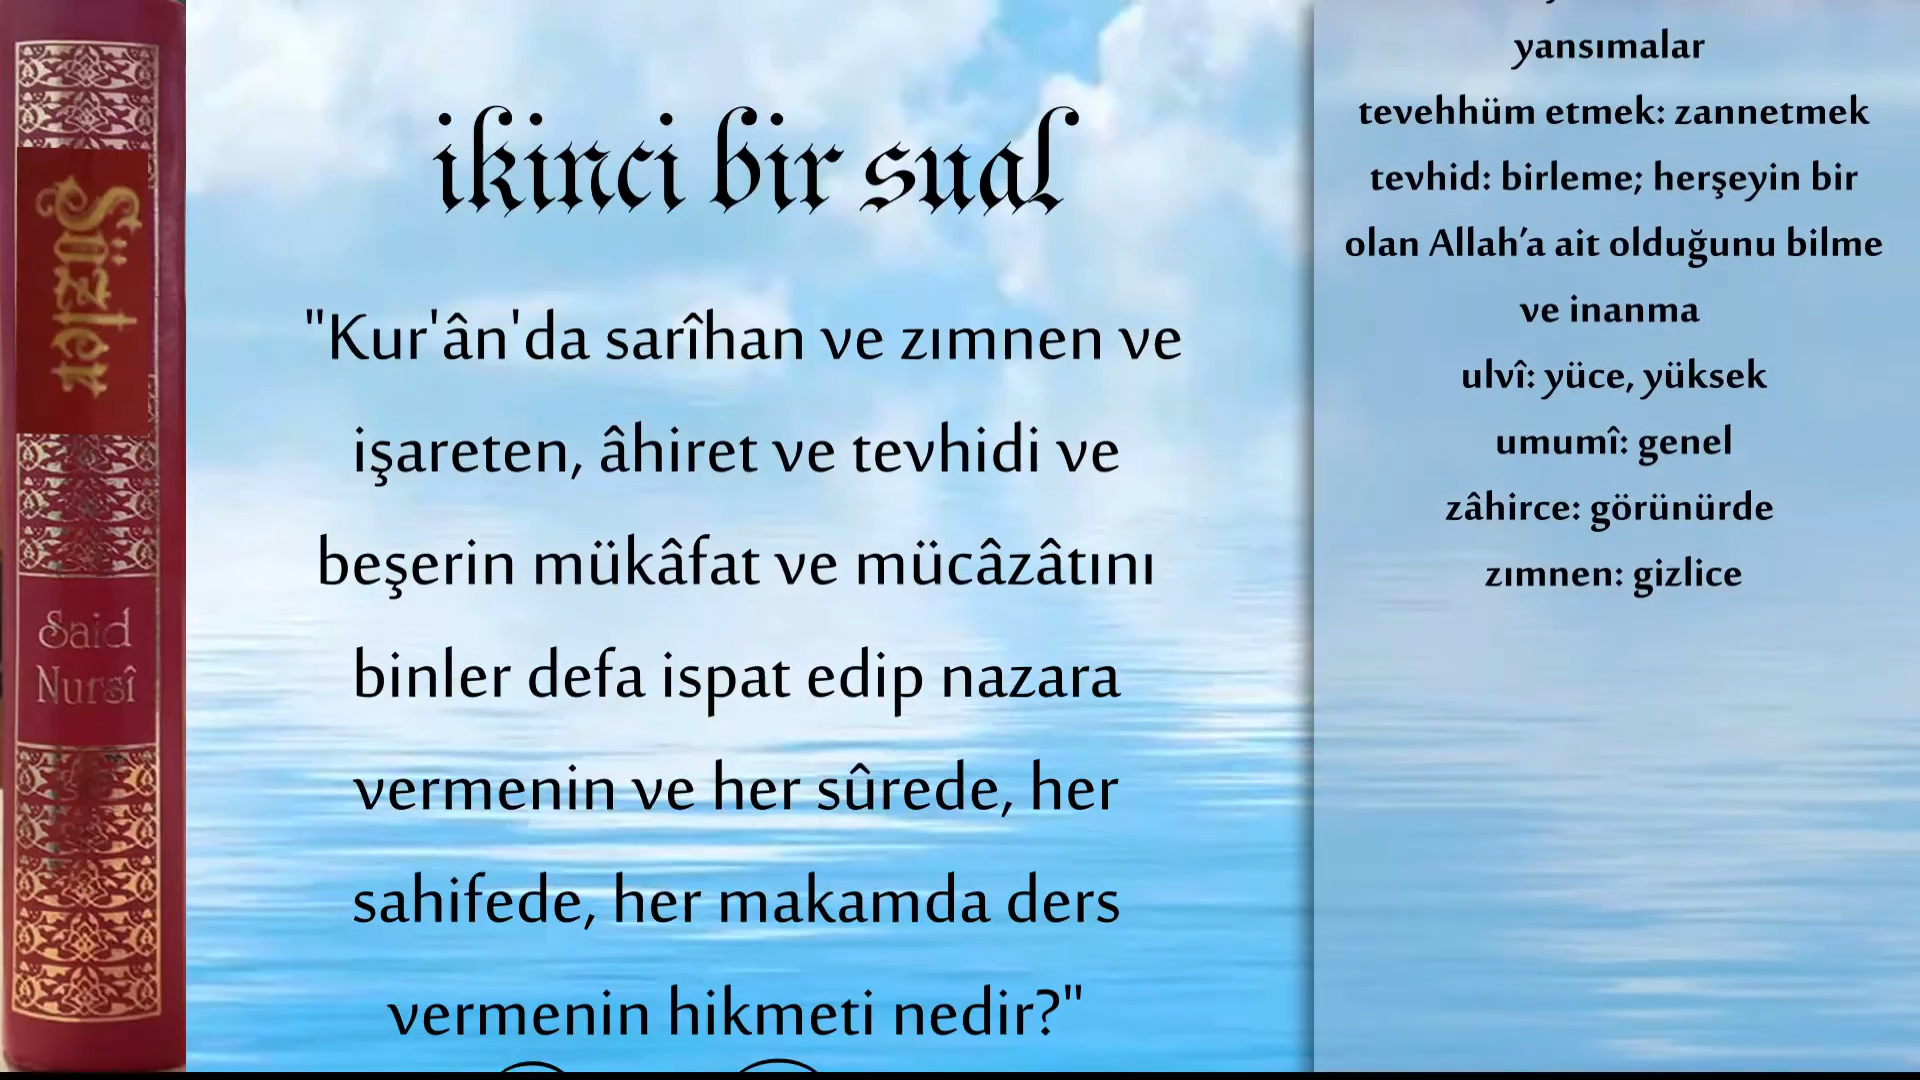 Sözler
Said
Nursî
ikinci bir sual
"Kur'ân'da sarîhan ve zımnen ve
işareten, âhiret ve tevhidi ve
beşerin mükâfat ve mücâzâtını
binler defa ispat edip nazara
vermenin ve her sûrede, her
sahifede, her makamda ders
vermenin hikmeti nedir?"
yansımalar
tevehhüm etmek: zannetmek
tevhid: birleme; herşeyin bir
olan Allah’a ait olduğunu bilme
ve inanma
ulvî: yüce, yüksek
umumî: genel
zâhirce: görünürde
zımnen: gizlice